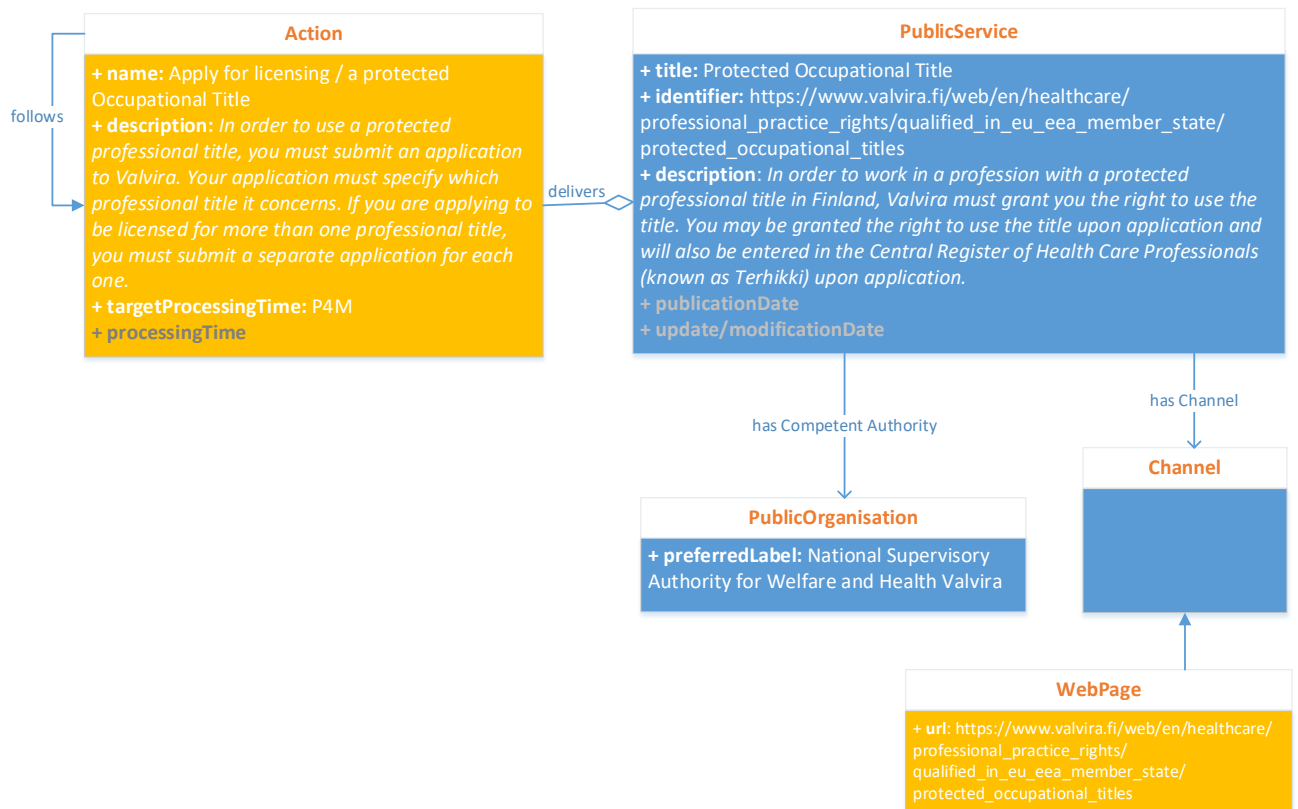 Action
+ name: Apply for licensing / a protected
Occupational Title
+ description: In order to use a protected
professional title, you must submit an application
to Valvira. Your application must specify which
professional title it concerns. If you are applying to
be licensed for more than one professional title,
you must submit a separate application for each
one.
+ targetProcessingTime: P4M
+ processingTime
follows
delivers
PublicService
+ title: Protected Occupational Title
+ identifier: https://www.valvira.fi/web/en/healthcare/
professional_practice_rights/qualified_in_eu_eea_member_state/
protected_occupational_titles
+ description: In order to work in a profession with a protected
professional title in Finland, Valvira must grant you the right to use the
title. You may be granted the right to use the title upon application and
will also be entered in the Central Register of Health Care Professionals
(known as Terhikki) upon application.
+ publicationDate
+ update/modificationDate
has Competent Authority
has Channel
PublicOrganisation
+ preferredLabel: National Supervisory
Authority for Welfare and Health Valvira
Channel
WebPage
+ url: https://www.valvira.fi/web/en/healthcare/
professional_practice_rights/
qualified_in_eu_eea_member_state/
protected_occupational_titles